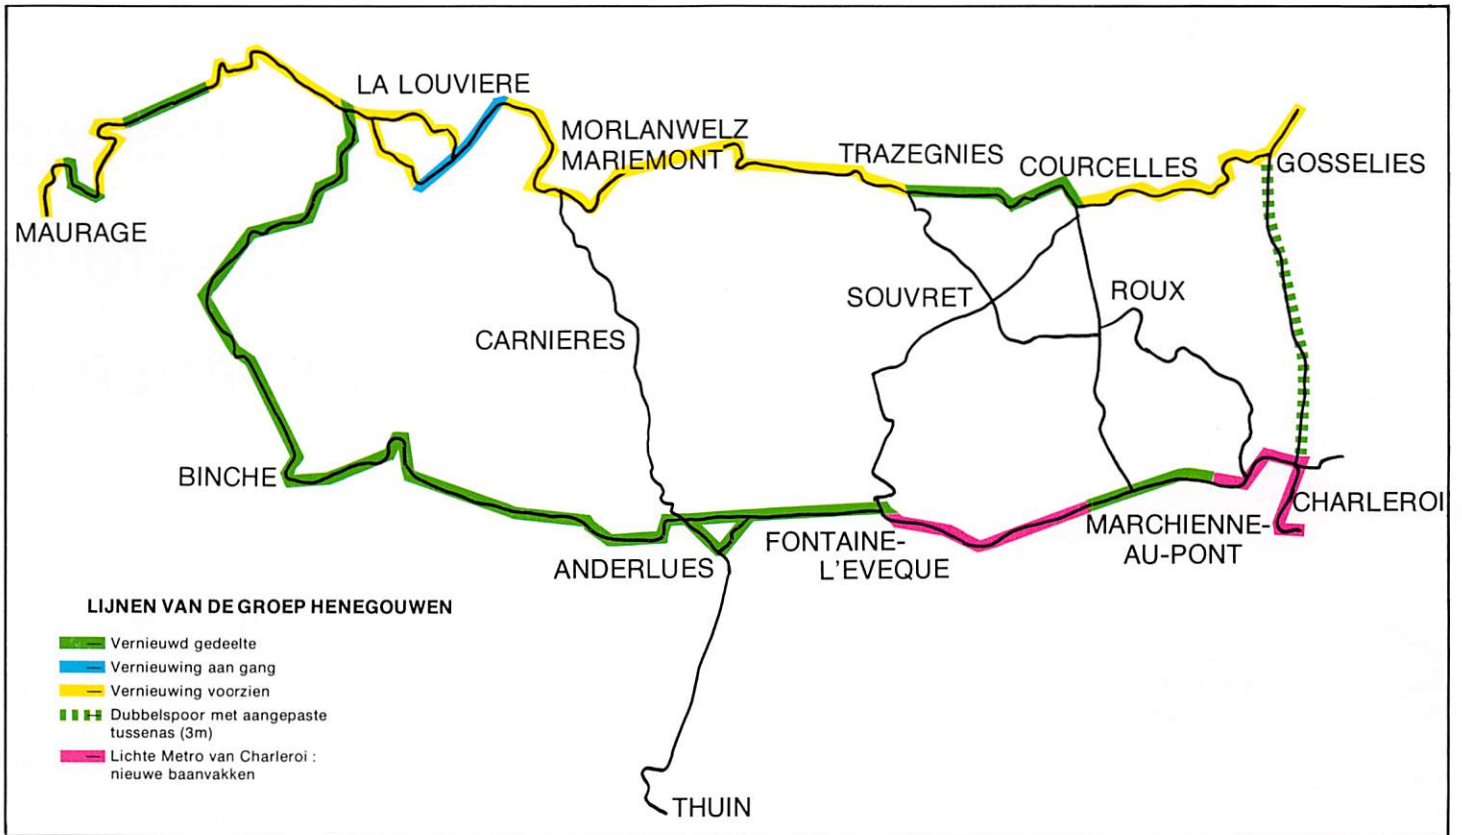 LA LOUVIERE
MORLANWELZ
MARIEMONT
TRAZEGNIES
COURCELLES
GOSSELIES
MAURAGE
SOUVRET
ROUX
CARNIERES
BINCHE
CHARLEROI
ANDERLUES
FONTAINE-
L'EVEQUE
MARCHIENNE-
AU-PONT
LIJNEN VAN DE GROEP HENEGOUWEN
Vernieuwd gedeelte
Vernieuwing aan gang
Vernieuwing voorzien
Dubbelspoor met aangepaste
tussenas (3m)
Lichte Metro van Charleroi :
nieuwe baanvakken
THUIN